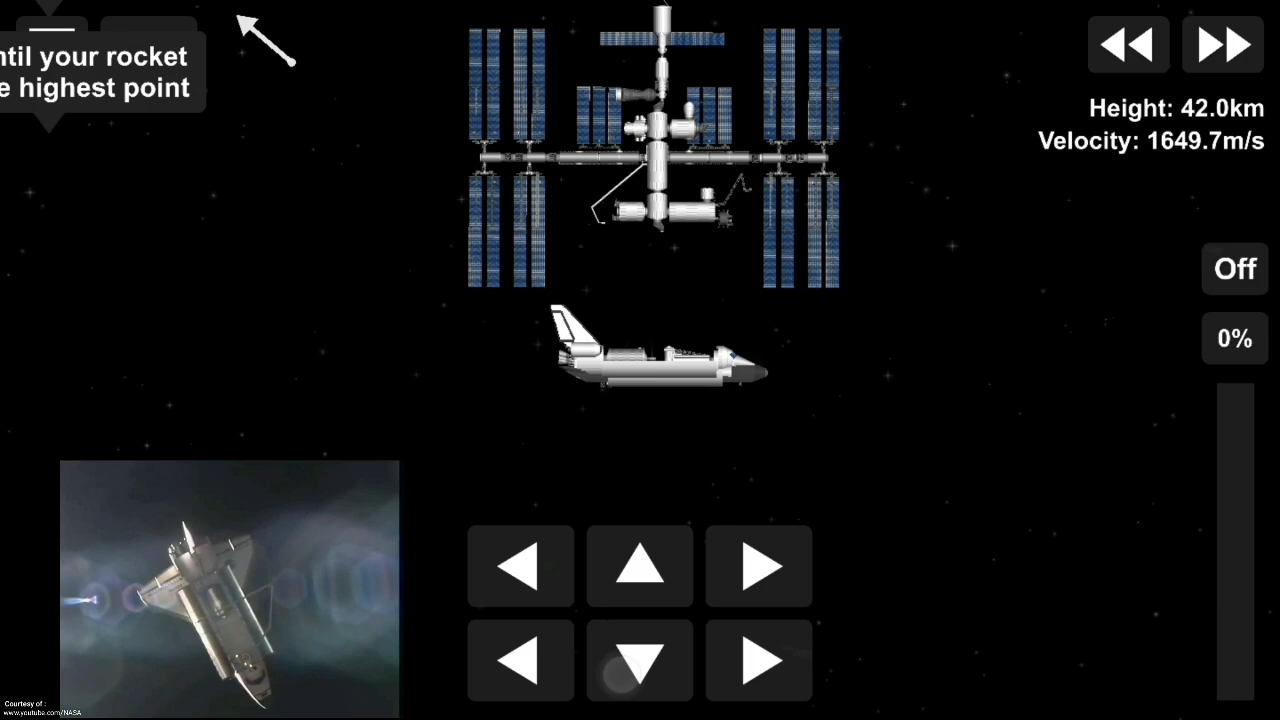 ntil your rocket
e highest point
Height: 42.0km
Velocity: 1649.7m/s
Off
0%
Courtesy of :
www.youtube.com/NASA